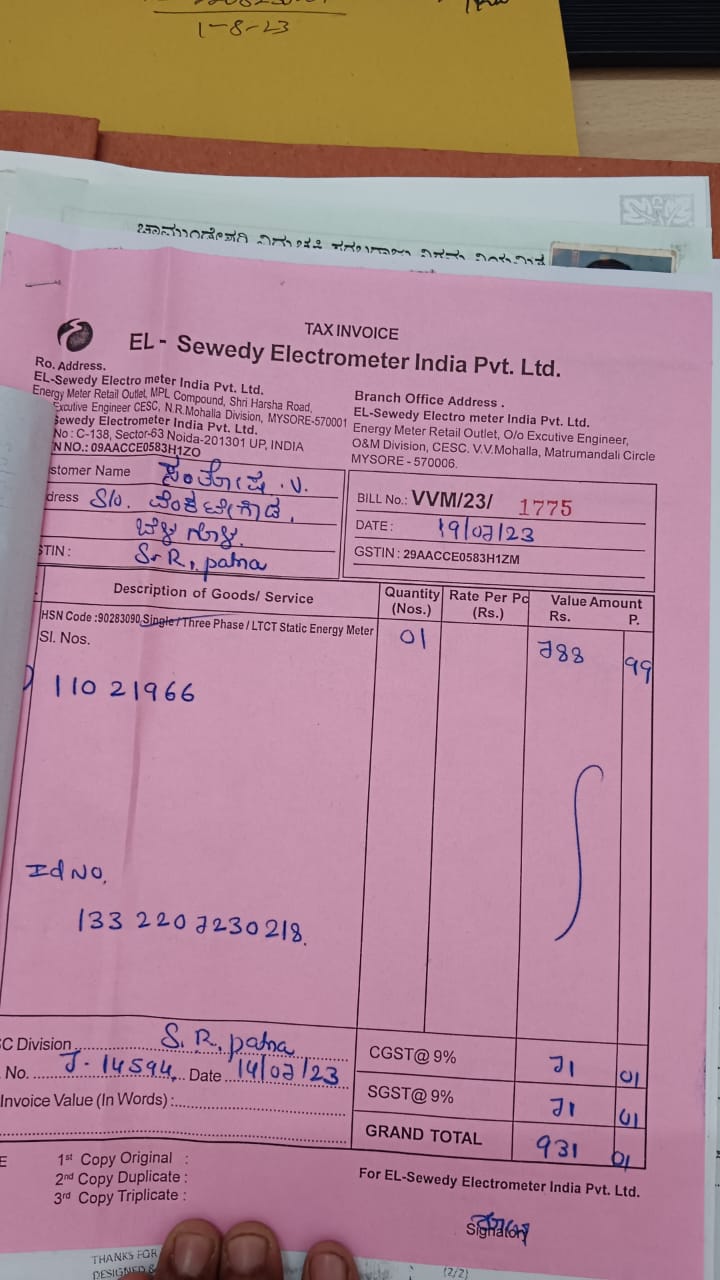 1-8-23
TAX INVOICE
EL - Sewedy Electrometer India Pvt. Ltd.
Ro. Address.
EL-Sewedy Electro meter India Pvt. Ltd.
Energy Meter Retail Outlet, MPL Compound, Shri Harsha Road,
Excutive Engineer CESC, N.R.Mohalla Division, MYSORE-570001
Sewedy Electrometer India Pvt. Ltd.
No : C-138, Sector-63 Noida-201301 UP, INDIA
N NO.: 09AACCE0583H1ZO
Branch Office Address .
EL-Sewedy Electro meter India Pvt. Ltd.
Energy Meter Retail Outlet, O/o Excutive Engineer,
O&M Division, CESC. V.V.Mohalla, Matrumandali Circle
MYSORE - 570006.
stomer Name ಸಂತೋಷ .V.
dress S/o. ವೆಂಕಟೇಗೌಡ,
STIN : S.R, patna
BILL No.: VVM/23/ 1775
DATE : 19/07/23
GSTIN : 29AACCE0583H1ZM
Description of Goods/ Service Quantity (Nos.) Rate Per Pc (Rs.) Value Amount Rs. P.
HSN Code :90283090 Single / Three Phase / LTCT Static Energy Meter 01 788 99
Sl. Nos.
11021966
Id No,
133 2207230218.
C Division S. R, patna
No. J-14594, Date 14/07/23
Invoice Value (In Words) :
CGST@ 9% 71 01
SGST@ 9% 71 01
GRAND TOTAL 931 01
E 1st Copy Original :
2nd Copy Duplicate :
3rd Copy Triplicate :
For EL-Sewedy Electrometer India Pvt. Ltd.
Signatory
THANKS FOR
DESIGNED &
(2/2)